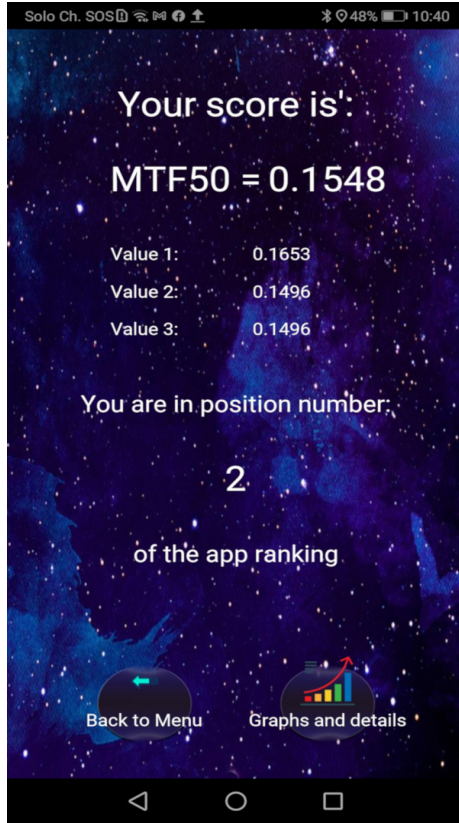 Solo Ch. SOS 48% 10:40
Your score is':
MTF50 = 0.1548
Value 1: 0.1653
Value 2: 0.1496
Value 3: 0.1496
You are in position number:
2
of the app ranking
Back to Menu Graphs and details